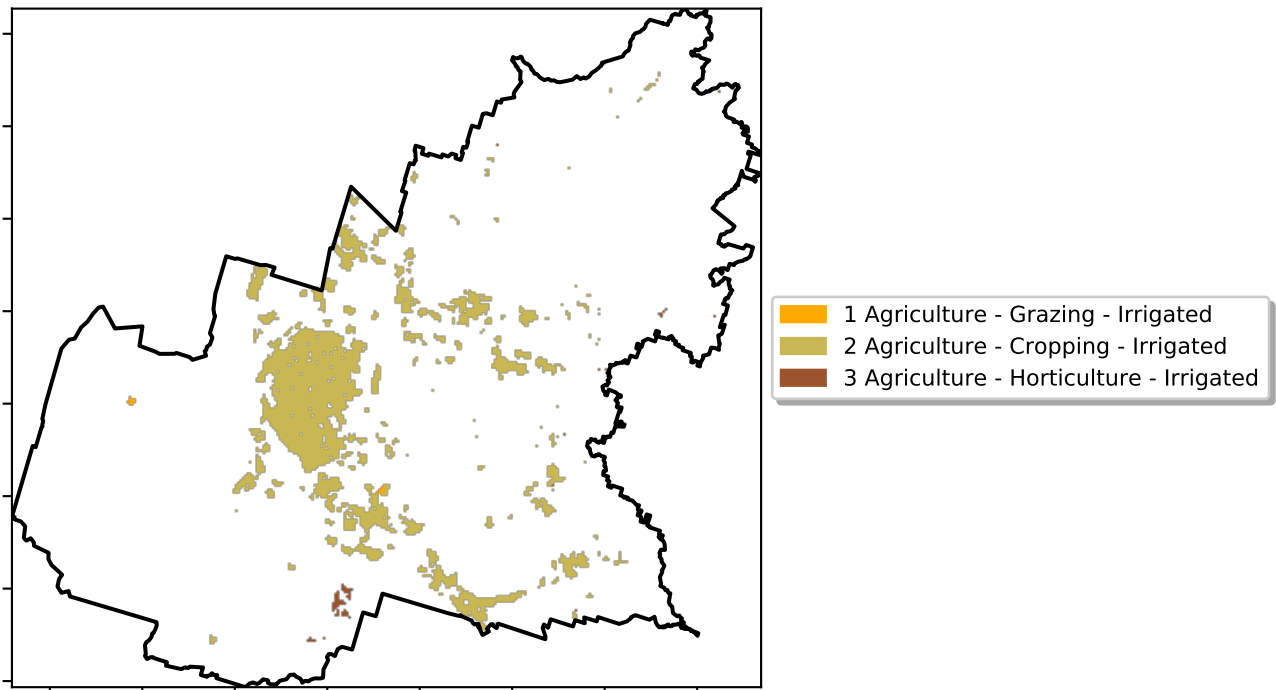 1 Agriculture - Grazing - Irrigated
2 Agriculture - Cropping - Irrigated
3 Agriculture - Horticulture - Irrigated